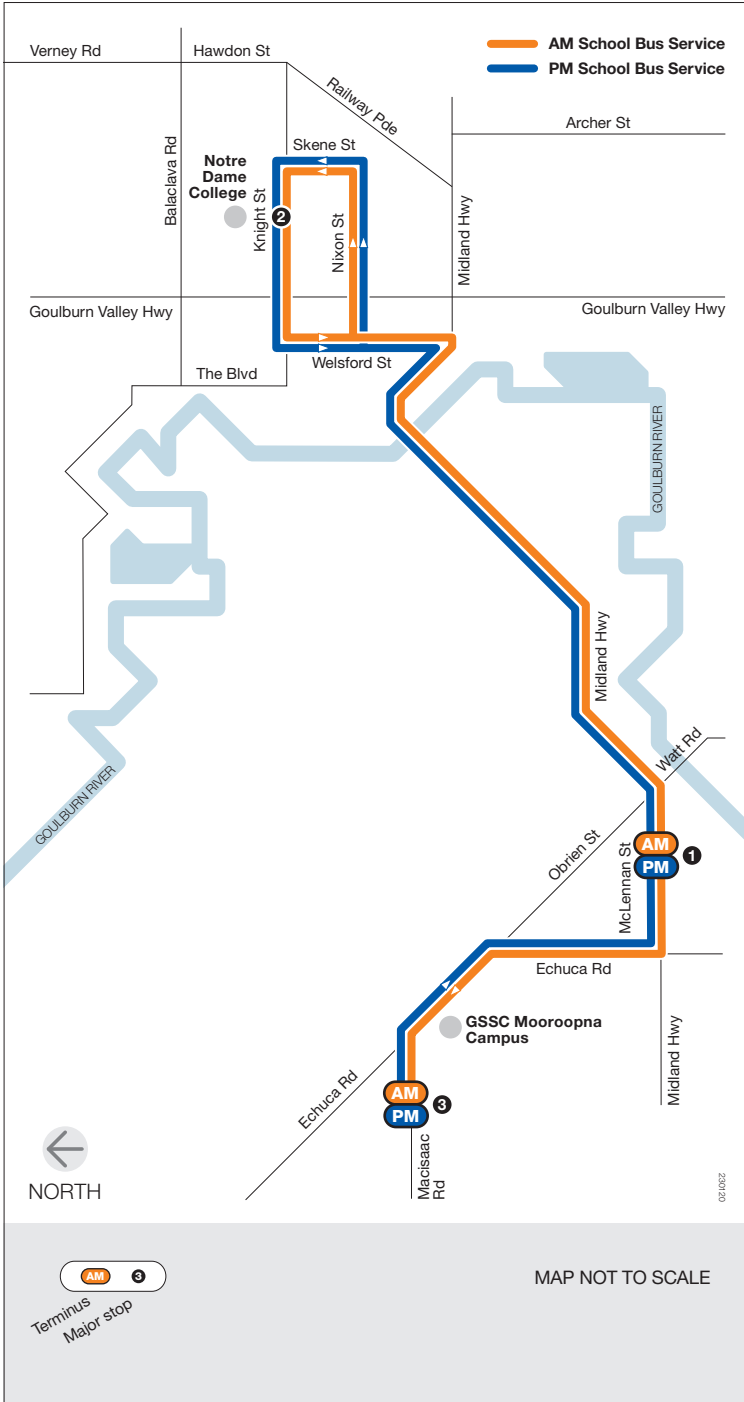 Verney Rd
Hawdon St
AM School Bus Service
PM School Bus Service
Railway Pde
Archer St
Skene St
Balaclava Rd
Notre
Dame
College
Knight St
2
Nixon St
Midland Hwy
Goulburn Valley Hwy
Goulburn Valley Hwy
Welsford St
The Blvd
GOULBURN RIVER
Midland Hwy
Watt Rd
GOULBURN RIVER
Obrien St
McLennan St
AM
PM
1
Echuca Rd
GSSC Mooroopna
Campus
Midland Hwy
Echuca Rd
AM
PM
3
Macisaac
Rd
NORTH
230120
AM
3
Terminus
Major stop
MAP NOT TO SCALE